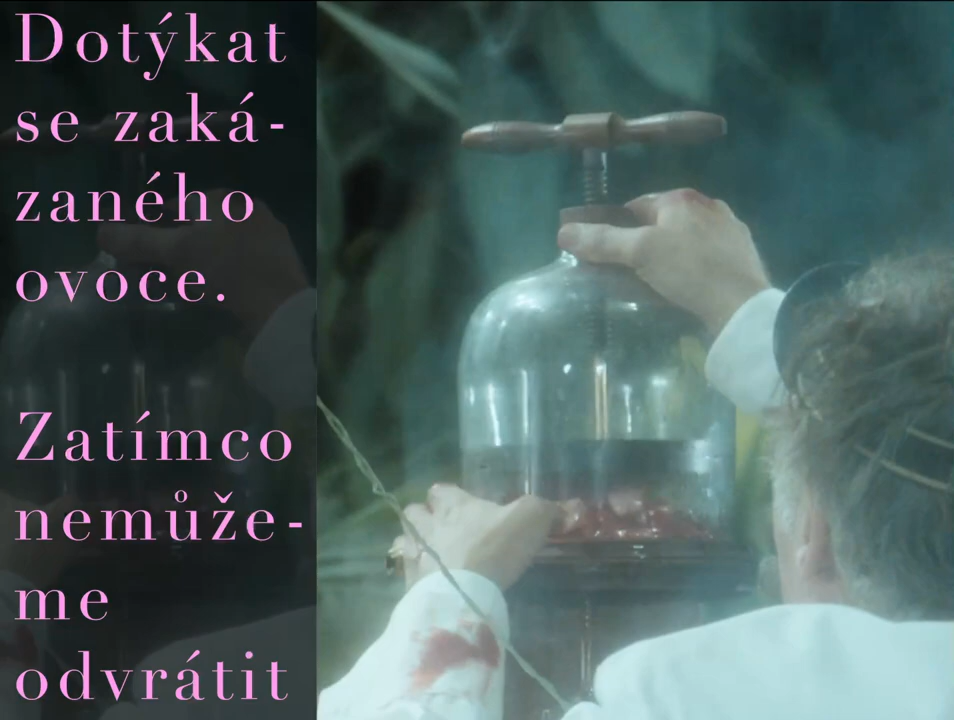 Dotýkat
se zaká-
zaného
ovoce.
Zatímco
nemůže-
me
odvrátit